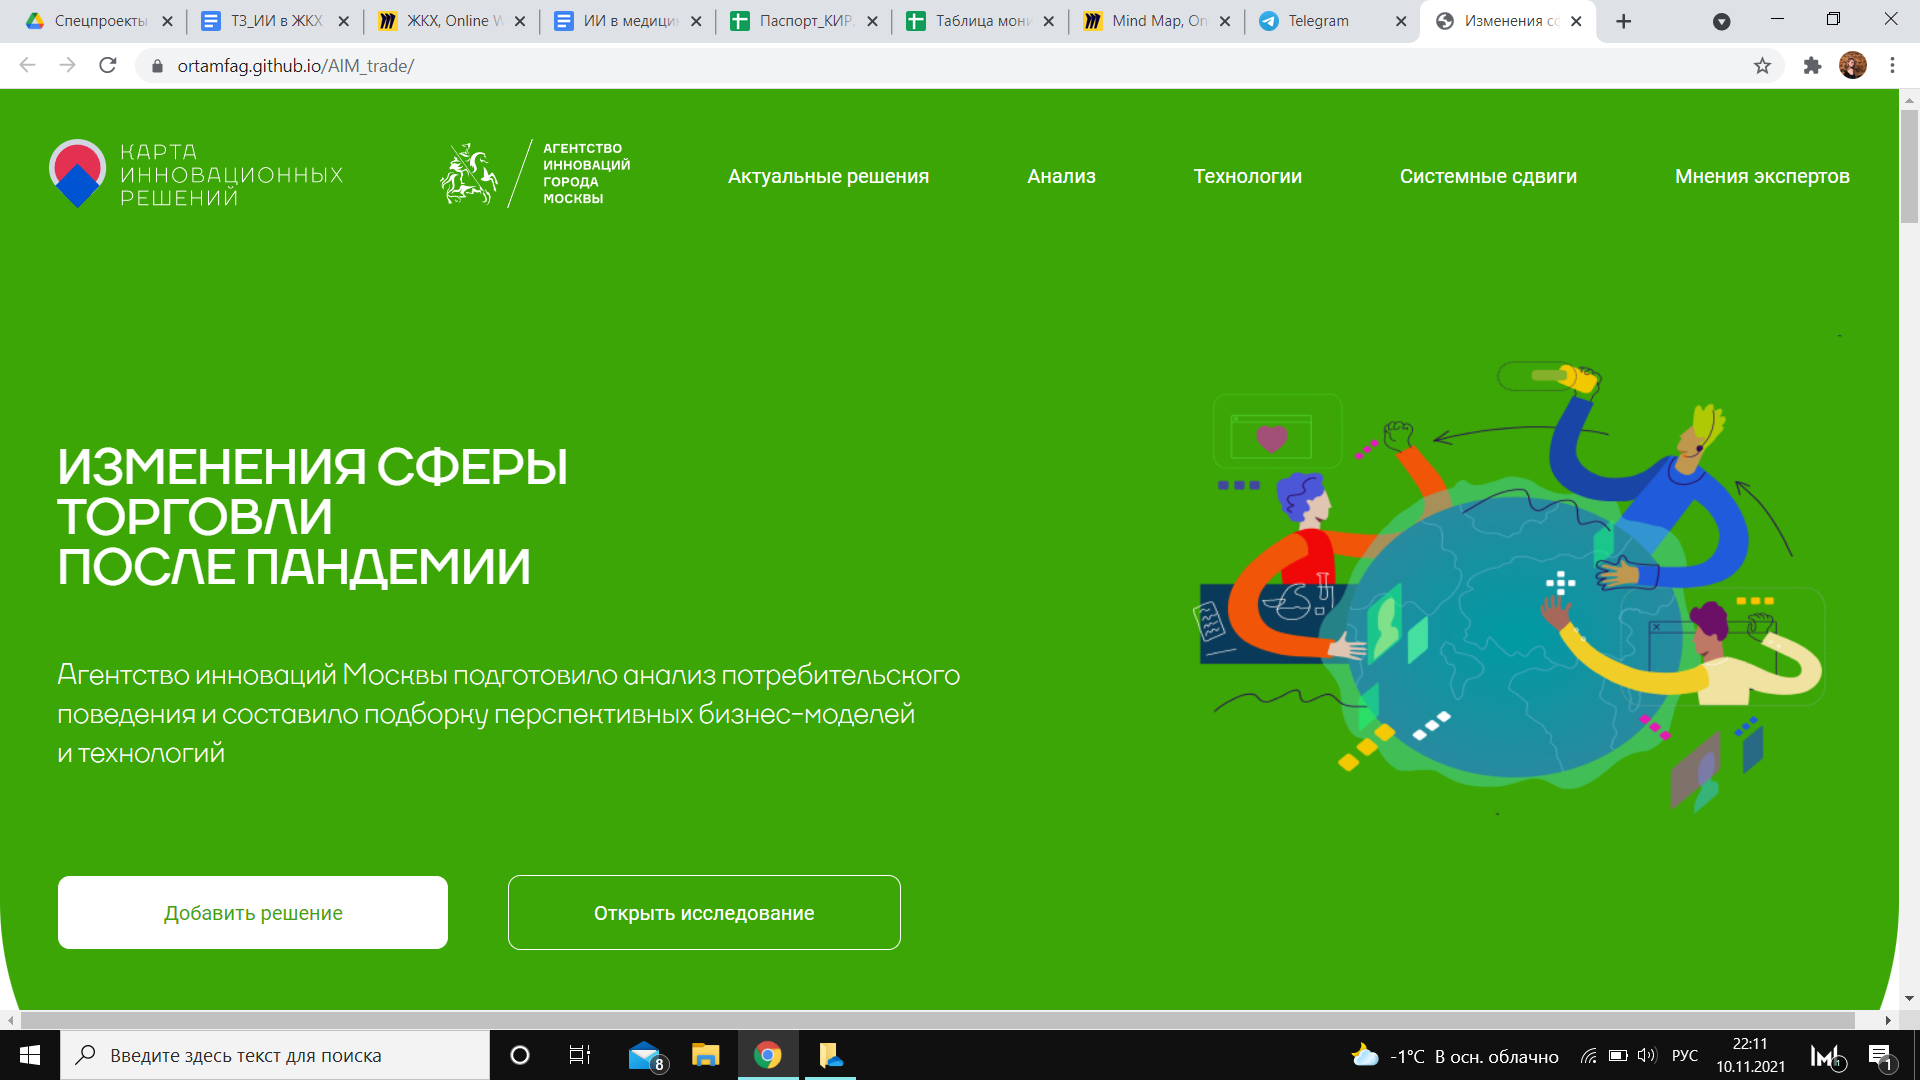 Спецпроекты
ТЗ_ИИ в ЖКХ
ЖКХ, Online W
ИИ в медици
Паспорт_КИР.
Таблица мони
Mind Map, On
Telegram
Изменения с
ortamfag.github.io/AIM_trade/
КАРТА
ИННОВАЦИОННЫХ
РЕШЕНИЙ
АГЕНТСТВО
ИННОВАЦИЙ
ГОРОДА
МОСКВЫ
Актуальные решения
Анализ
Технологии
Системные сдвиги
Мнения экспертов
ИЗМЕНЕНИЯ СФЕРЫ
ТОРГОВЛИ
ПОСЛЕ ПАНДЕМИИ
Агентство инноваций Москвы подготовило анализ потребительского
поведения и составило подборку перспективных бизнес-моделей
и технологий
Добавить решение
Открыть исследование
Введите здесь текст для поиска
8
-1°C В осн. облачно
РУС
22:11
10.11.2021
1
1